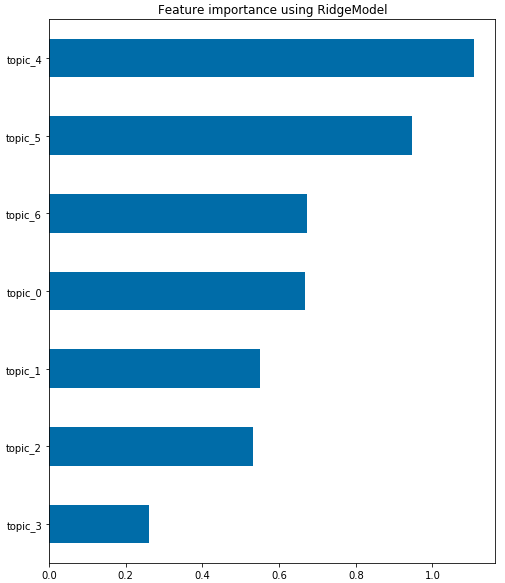 Feature importance using RidgeModel
topic_4
topic_5
topic_6
topic_0
topic_1
topic_2
topic_3
0.0 0.2 0.4 0.6 0.8 1.0